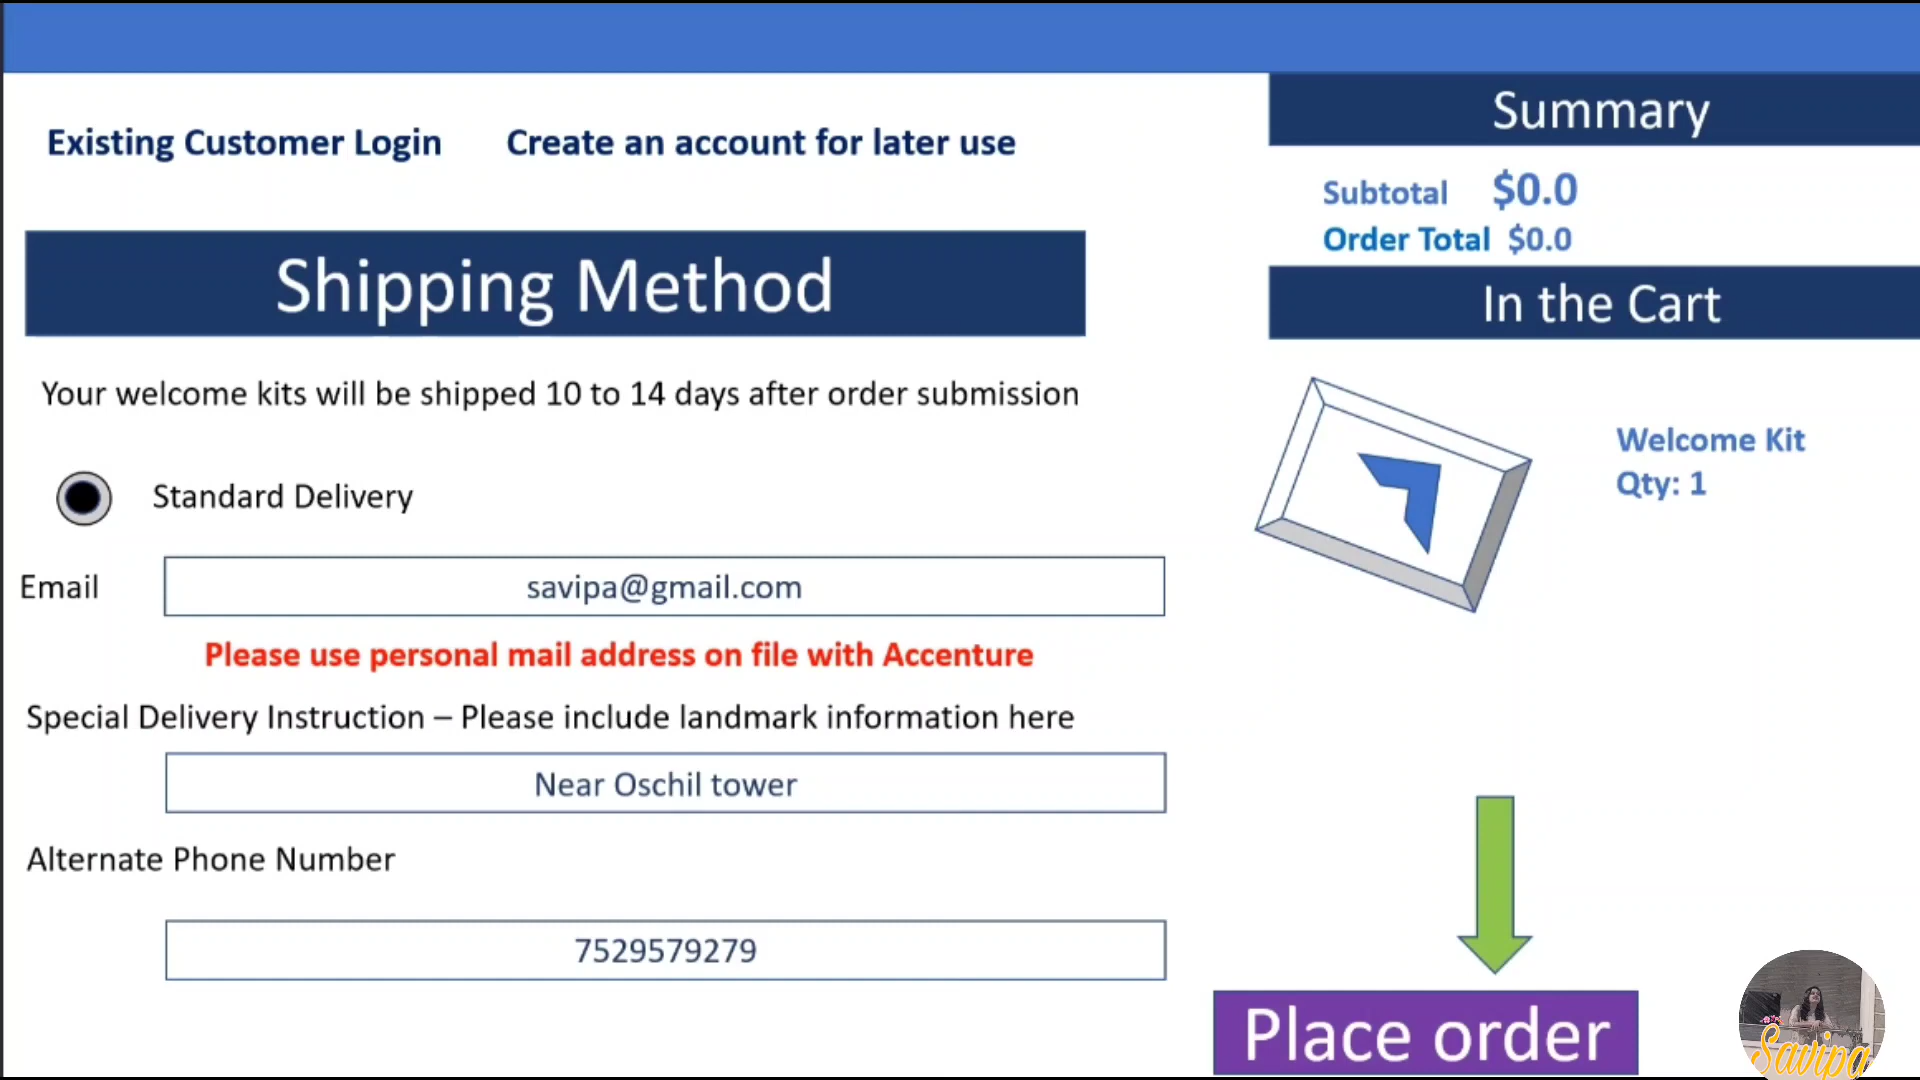 Existing Customer Login
Create an account for later use
Shipping Method
Your welcome kits will be shipped 10 to 14 days after order submission
Standard Delivery
Email
savipa@gmail.com
Please use personal mail address on file with Accenture
Special Delivery Instruction – Please include landmark information here
Near Oschil tower
Alternate Phone Number
7529579279
Summary
Subtotal $0.0
Order Total $0.0
In the Cart
Welcome Kit
Qty: 1
Place order
Savipa